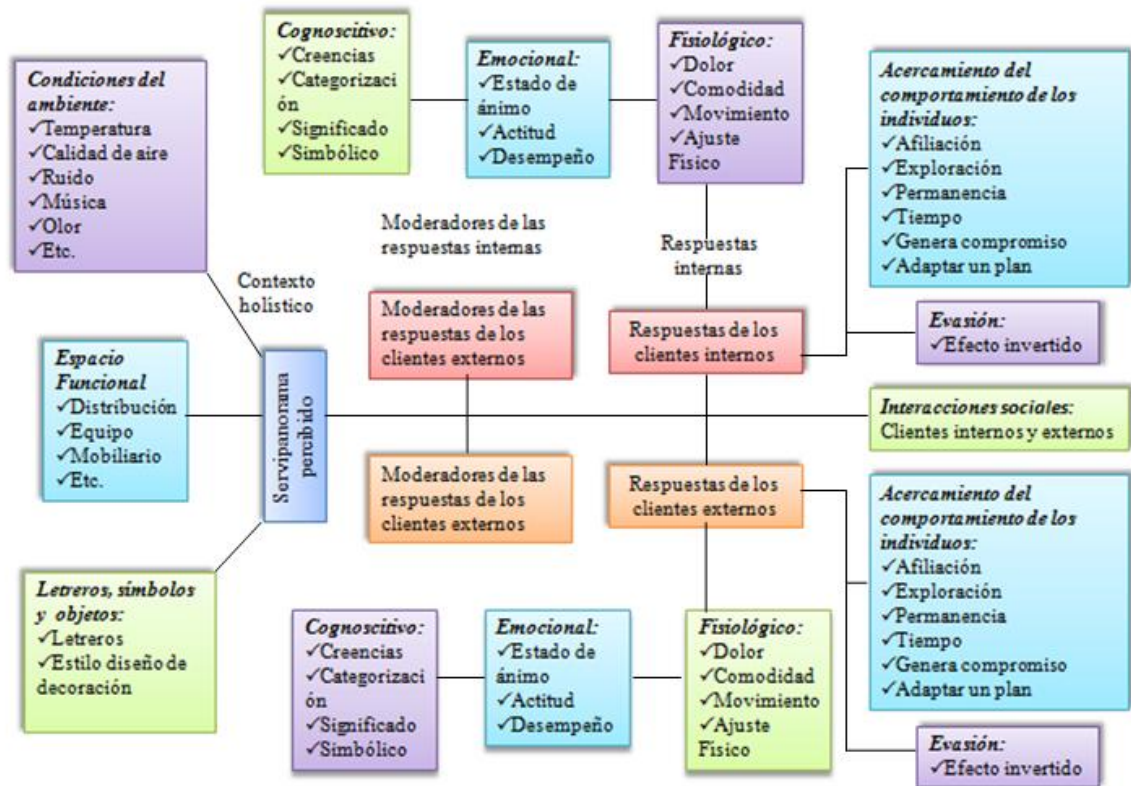 Condiciones del
ambiente:
✓Temperatura
✓Calidad de aire
✓Ruido
✓Música
✓Olor
✓Etc.
Cognoscitivo:
✓Creencias
✓Categorizaci
ón
✓Significado
✓Simbólico
Emocional:
✓Estado de
ánimo
✓Actitud
✓Desempeño
Fisiológico:
✓Dolor
✓Comodidad
✓Movimiento
✓Ajuste
Físico
Acercamiento del
comportamiento de los
individuos:
✓Afiliación
✓Exploración
✓Permanencia
✓Tiempo
✓Genera compromiso
✓Adaptar un plan
Moderadores de las
respuestas internas
Respuestas
internas
Contexto
holístico
Moderadores de las
respuestas de los
clientes externos
Respuestas de los
clientes internos
Evasión:
✓Efecto invertido
Espacio
Funcional
✓Distribución
✓Equipo
✓Mobiliario
✓Etc.
Servipanorama
percibido
Interacciones sociales:
Clientes internos y externos
Moderadores de las
respuestas de los
clientes externos
Respuestas de los
clientes externos
Acercamiento del
comportamiento de los
individuos:
✓Afiliación
✓Exploración
✓Permanencia
✓Tiempo
✓Genera compromiso
✓Adaptar un plan
Letreros, símbolos
y objetos:
✓Letreros
✓Estilo diseño de
decoración
Cognoscitivo:
✓Creencias
✓Categorizaci
ón
✓Significado
✓Simbólico
Emocional:
✓Estado de
ánimo
✓Actitud
✓Desempeño
Fisiológico:
✓Dolor
✓Comodidad
✓Movimiento
✓Ajuste
Físico
Evasión:
✓Efecto invertido